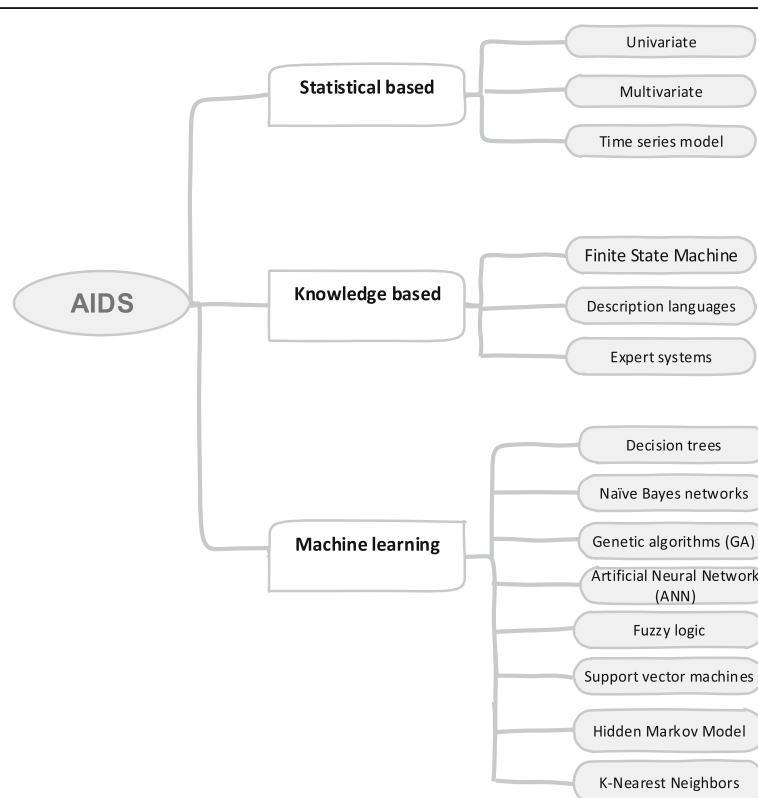 AIDS
Statistical based
Univariate
Multivariate
Time series model
Knowledge based
Finite State Machine
Description languages
Expert systems
Machine learning
Decision trees
Naïve Bayes networks
Genetic algorithms (GA)
Artificial Neural Network
(ANN)
Fuzzy logic
Support vector machines
Hidden Markov Model
K-Nearest Neighbors